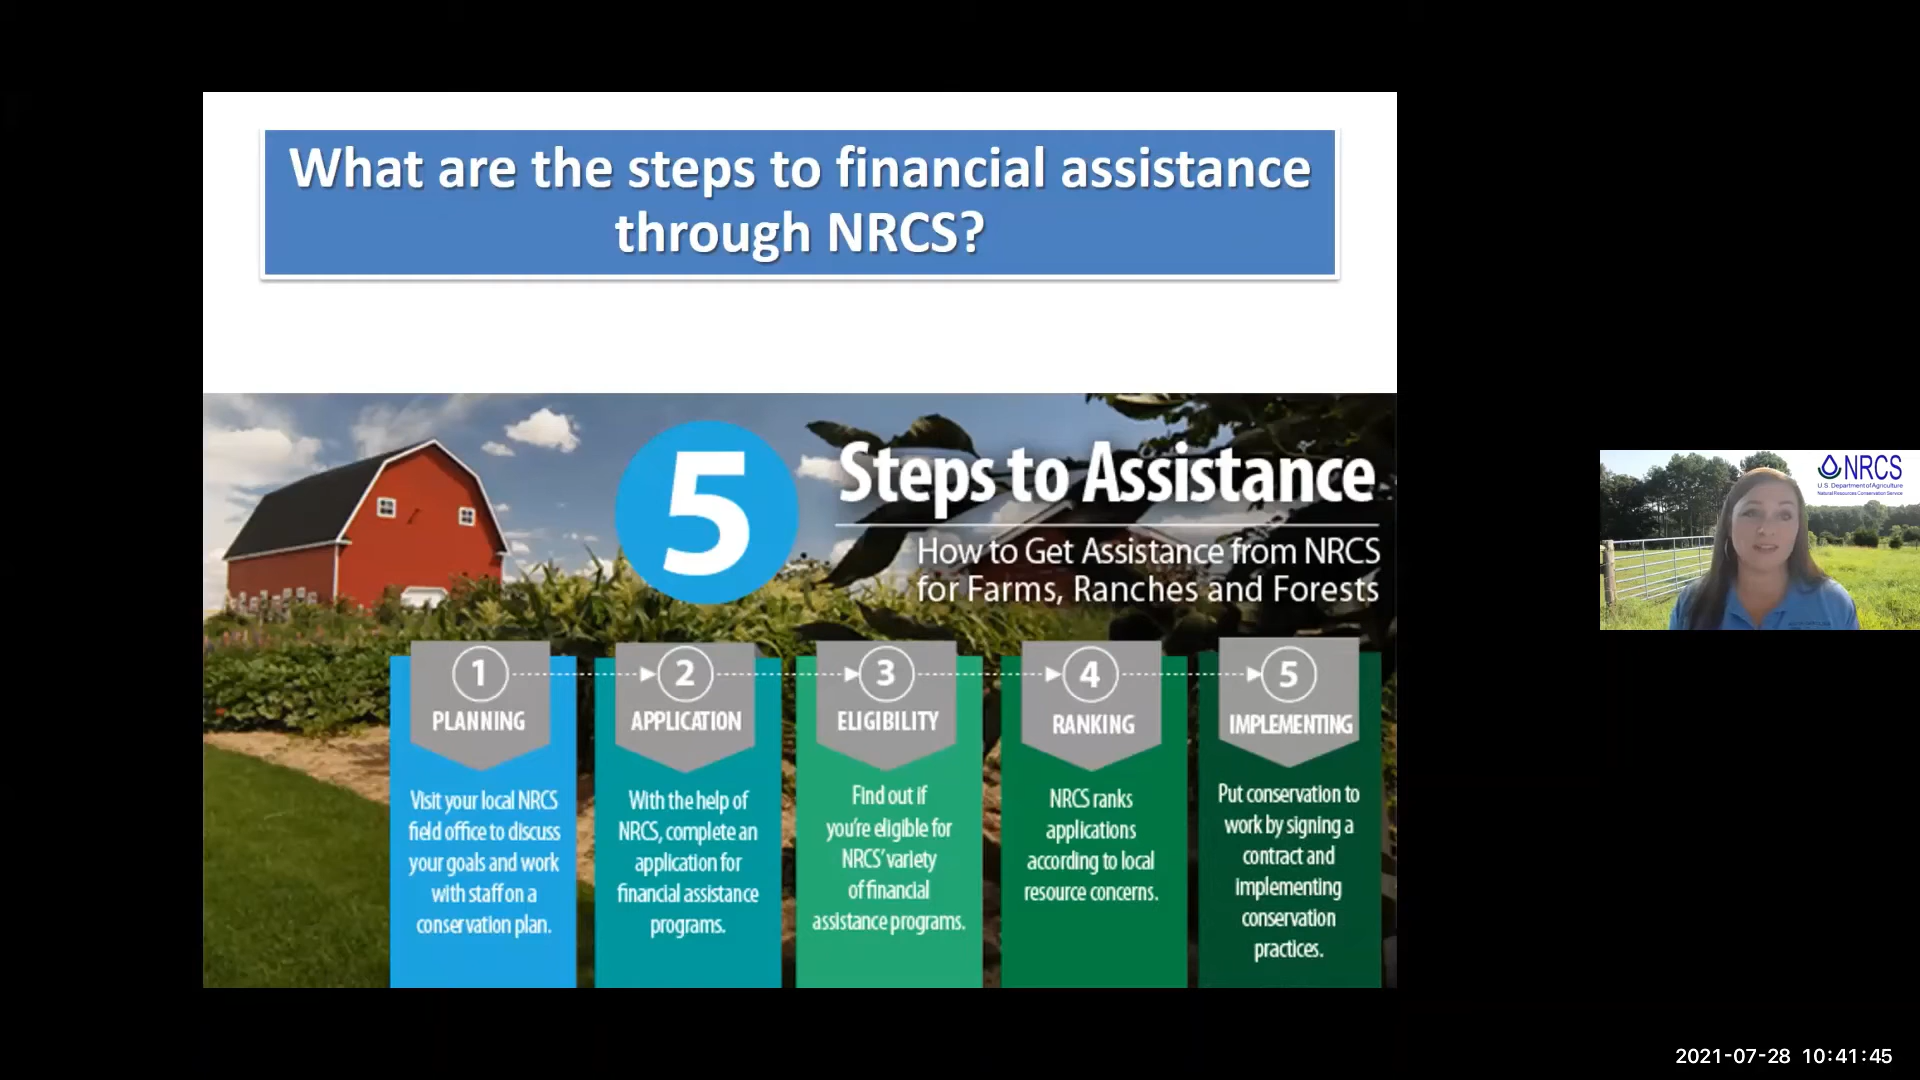 What are the steps to financial assistance
through NRCS?
5
Steps to Assistance
How to Get Assistance from NRCS
for Farms, Ranches and Forests
1
PLANNING
Visit your local NRCS
field office to discuss
your goals and work
with staff on a
conservation plan.
2
APPLICATION
With the help of
NRCS, complete an
application for
financial assistance
programs.
3
ELIGIBILITY
Find out if
you're eligible for
NRCS' variety
of financial
assistance programs.
4
RANKING
NRCS ranks
applications
according to local
resource concerns.
5
IMPLEMENTING
Put conservation to
work by signing a
contract and
implementing
conservation
practices.
NRCS
U.S. Department of Agriculture
Natural Resources Conservation Service
2021-07-28 10:41:45